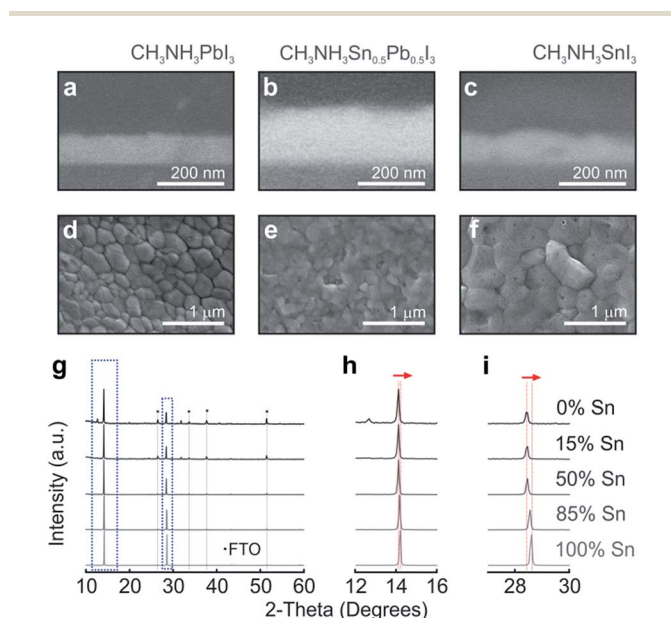 CH₃NH₃PbI₃ CH₃NH₃Sn₀.₅Pb₀.₅I₃ CH₃NH₃SnI₃
a b c
200 nm 200 nm 200 nm
d e f
1 μm 1 μm 1 μm
g h i
0% Sn
15% Sn
50% Sn
85% Sn
100% Sn
Intensity (a.u.)
•FTO
10 20 30 40 50 60 12 14 16 28 30
2-Theta (Degrees)